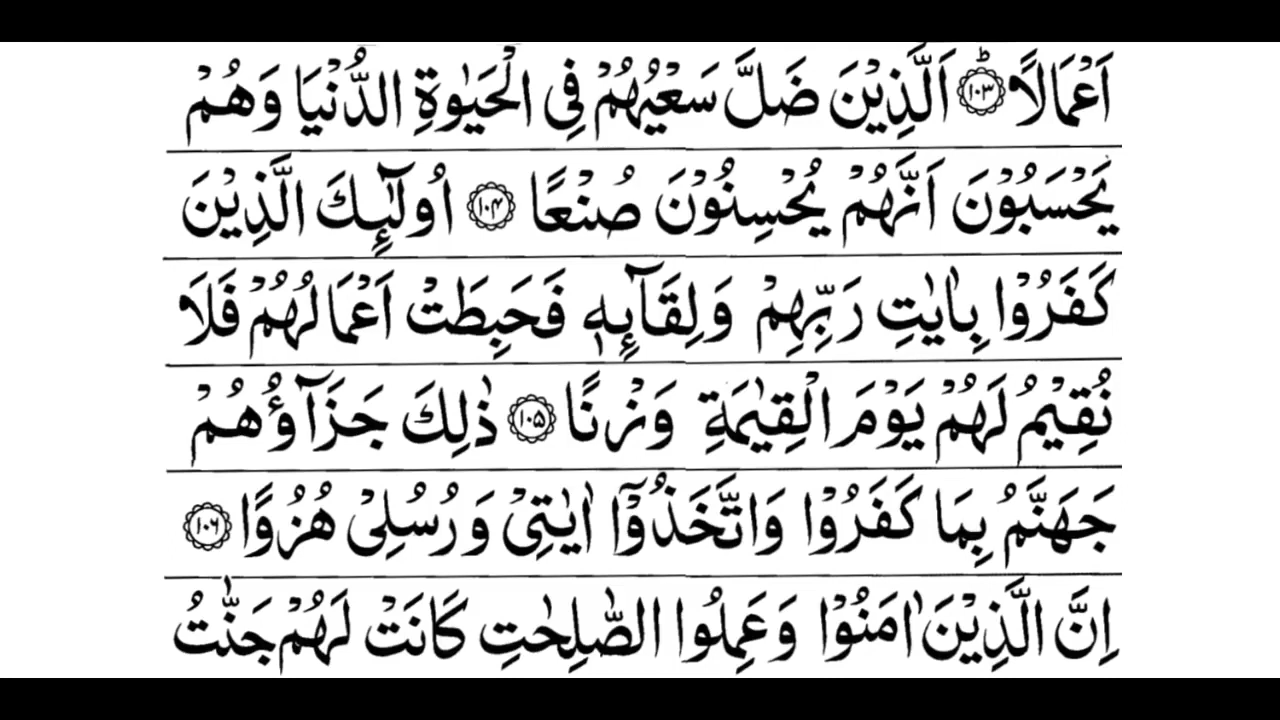 اَعْمَالًا ؕ﴿۱۰۳﴾ اَلَّذِيْنَ ضَلَّ سَعْيُهُمْ فِي الْحَيٰوةِ الدُّنْيَا وَهُمْ
يَحْسَبُوْنَ اَنَّهُمْ يُحْسِنُوْنَ صُنْعًا ﴿۱۰۴﴾ اُولٰٓئِكَ الَّذِيْنَ
كَفَرُوْا بِاٰيٰتِ رَبِّهِمْ وَلِقَآئِهٖ فَحَبِطَتْ اَعْمَالُهُمْ فَلَا
نُقِيْمُ لَهُمْ يَوْمَ الْقِيٰمَةِ وَزْنًا ﴿۱۰۵﴾ ذٰلِكَ جَزَآؤُهُمْ
جَهَنَّمُ بِمَا كَفَرُوْا وَاتَّخَذُوْٓا اٰيٰتِيْ وَرُسُلِيْ هُزُوًا ﴿۱۰۶﴾
اِنَّ الَّذِيْنَ اٰمَنُوْا وَعَمِلُوا الصّٰلِحٰتِ كَانَتْ لَهُمْ جَنّٰتُ